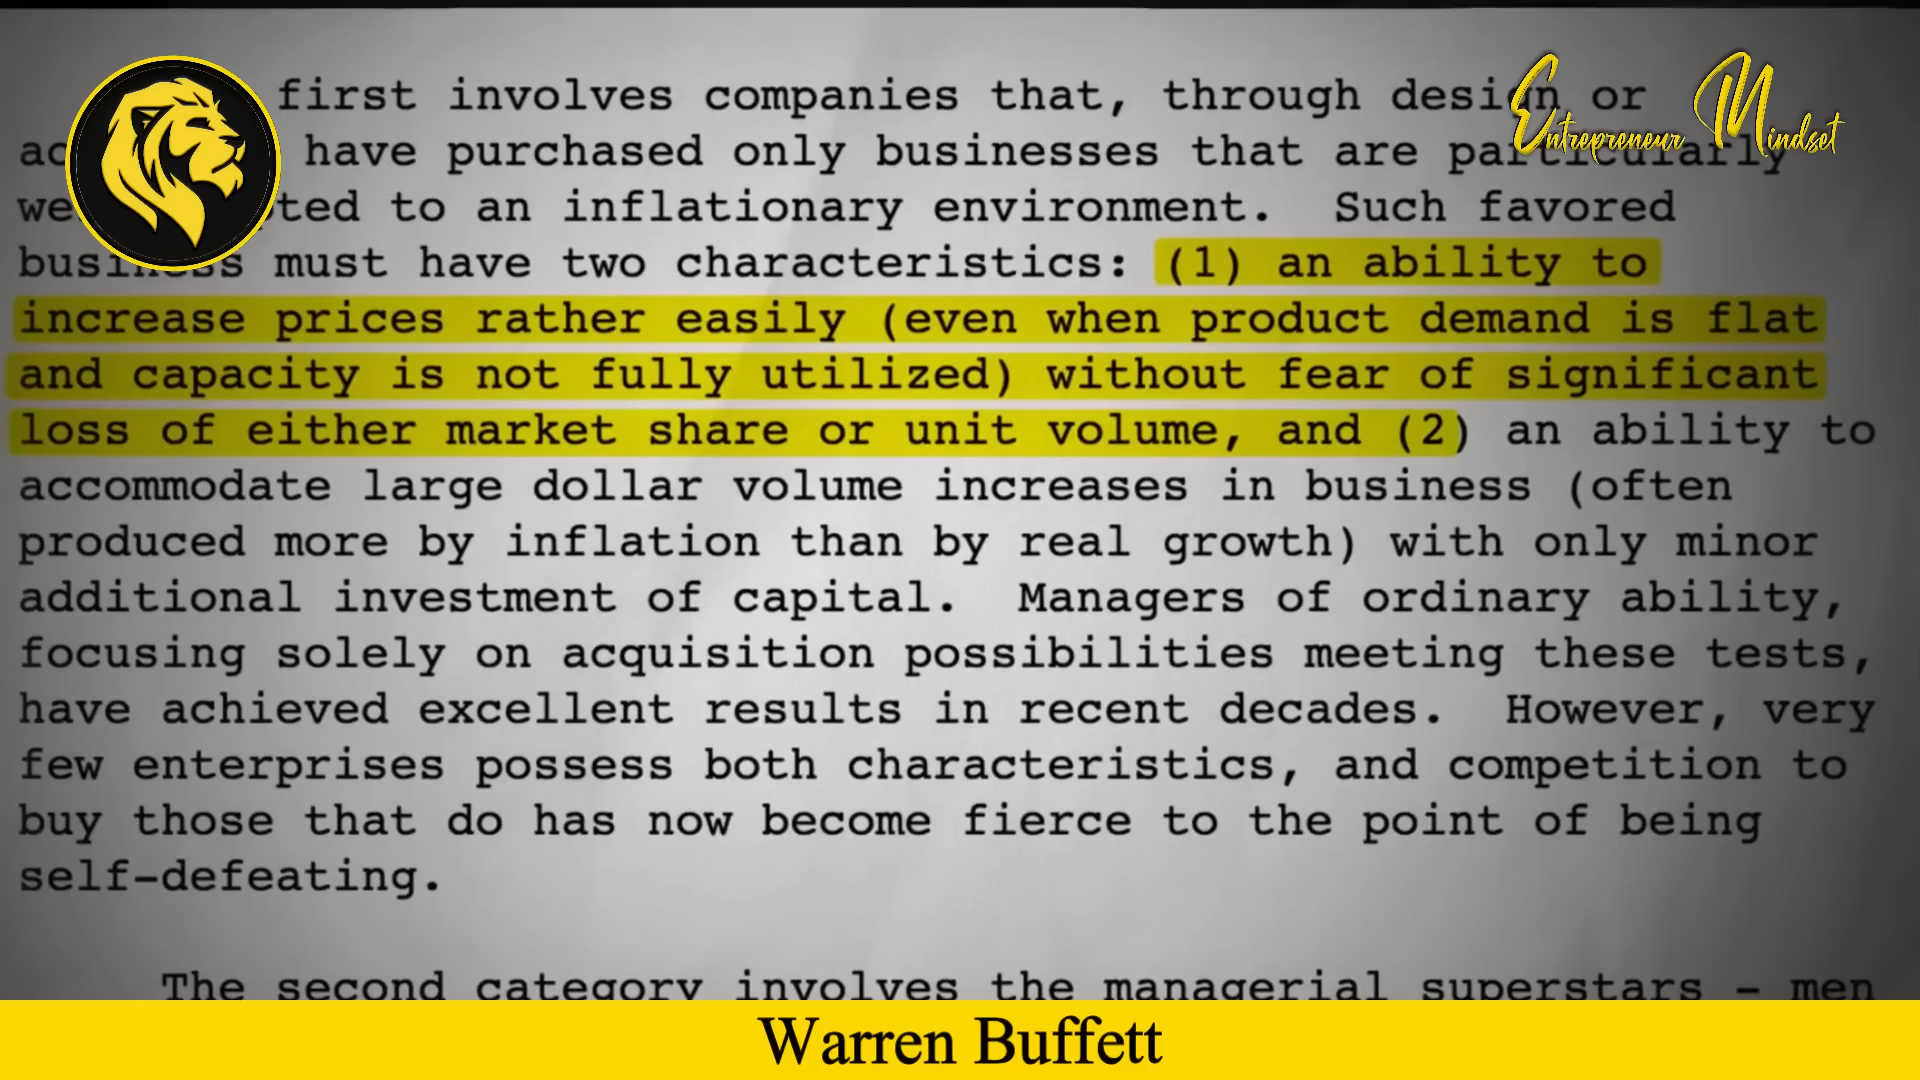 first involves companies that, through design or
have purchased only businesses that are particularly
to an inflationary environment.  Such favored
business must have two characteristics: (1) an ability to
increase prices rather easily (even when product demand is flat
and capacity is not fully utilized) without fear of significant
loss of either market share or unit volume, and (2) an ability to
accommodate large dollar volume increases in business (often
produced more by inflation than by real growth) with only minor
additional investment of capital.  Managers of ordinary ability,
focusing solely on acquisition possibilities meeting these tests,
have achieved excellent results in recent decades.  However, very
few enterprises possess both characteristics, and competition to
buy those that do has now become fierce to the point of being
self-defeating.
The second category involves the managerial superstars - men
Entrepreneur Mindset
Warren Buffett